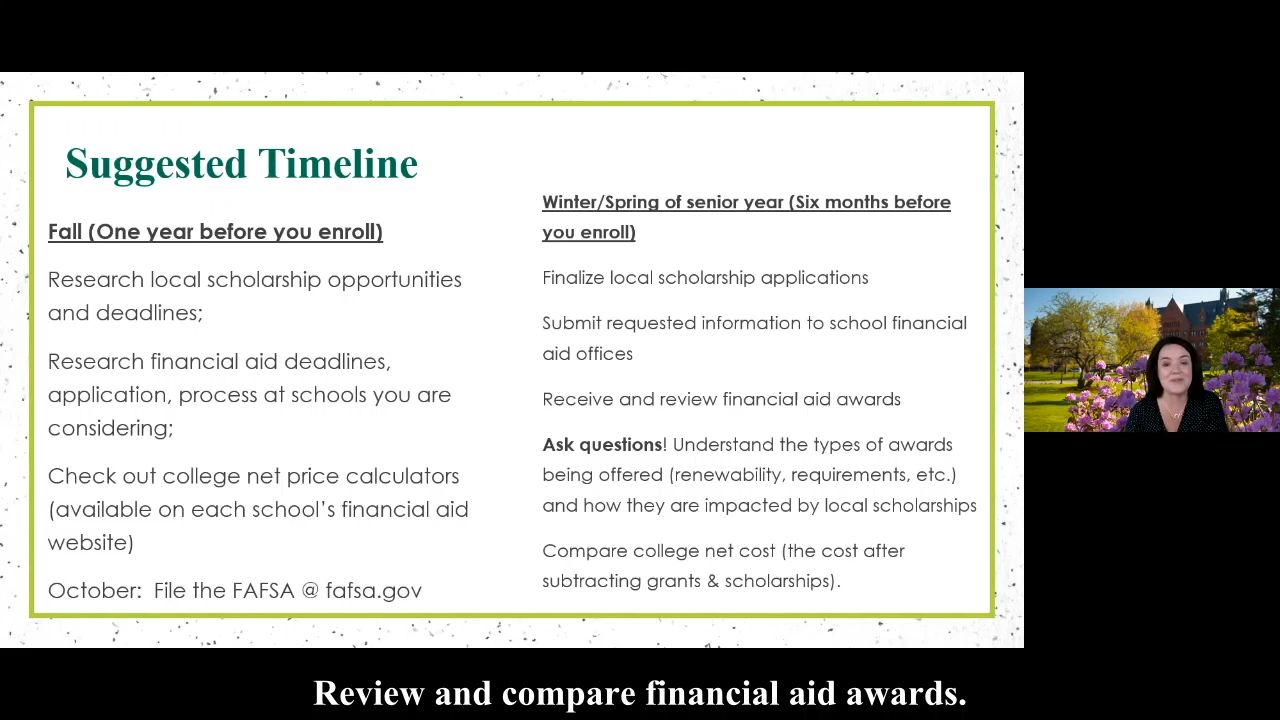 Suggested Timeline
Fall (One year before you enroll)
Research local scholarship opportunities
and deadlines;
Research financial aid deadlines,
application, process at schools you are
considering;
Check out college net price calculators
(available on each school's financial aid
website)
October:  File the FAFSA @ fafsa.gov
Winter/Spring of senior year (Six months before
you enroll)
Finalize local scholarship applications
Submit requested information to school financial
aid offices
Receive and review financial aid awards
Ask questions! Understand the types of awards
being offered (renewability, requirements, etc.)
and how they are impacted by local scholarships
Compare college net cost (the cost after
subtracting grants & scholarships).
Review and compare financial aid awards.